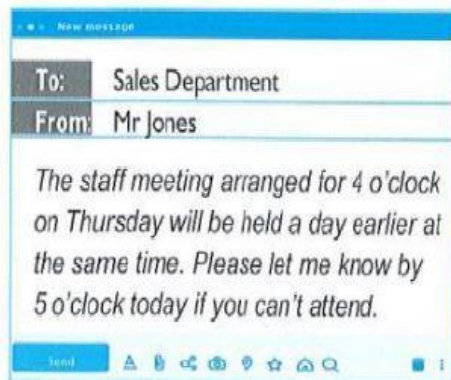 New message
To: Sales Department
From: Mr Jones
The staff meeting arranged for 4 o'clock
on Thursday will be held a day earlier at
the same time. Please let me know by
5 o'clock today if you can't attend.
Send